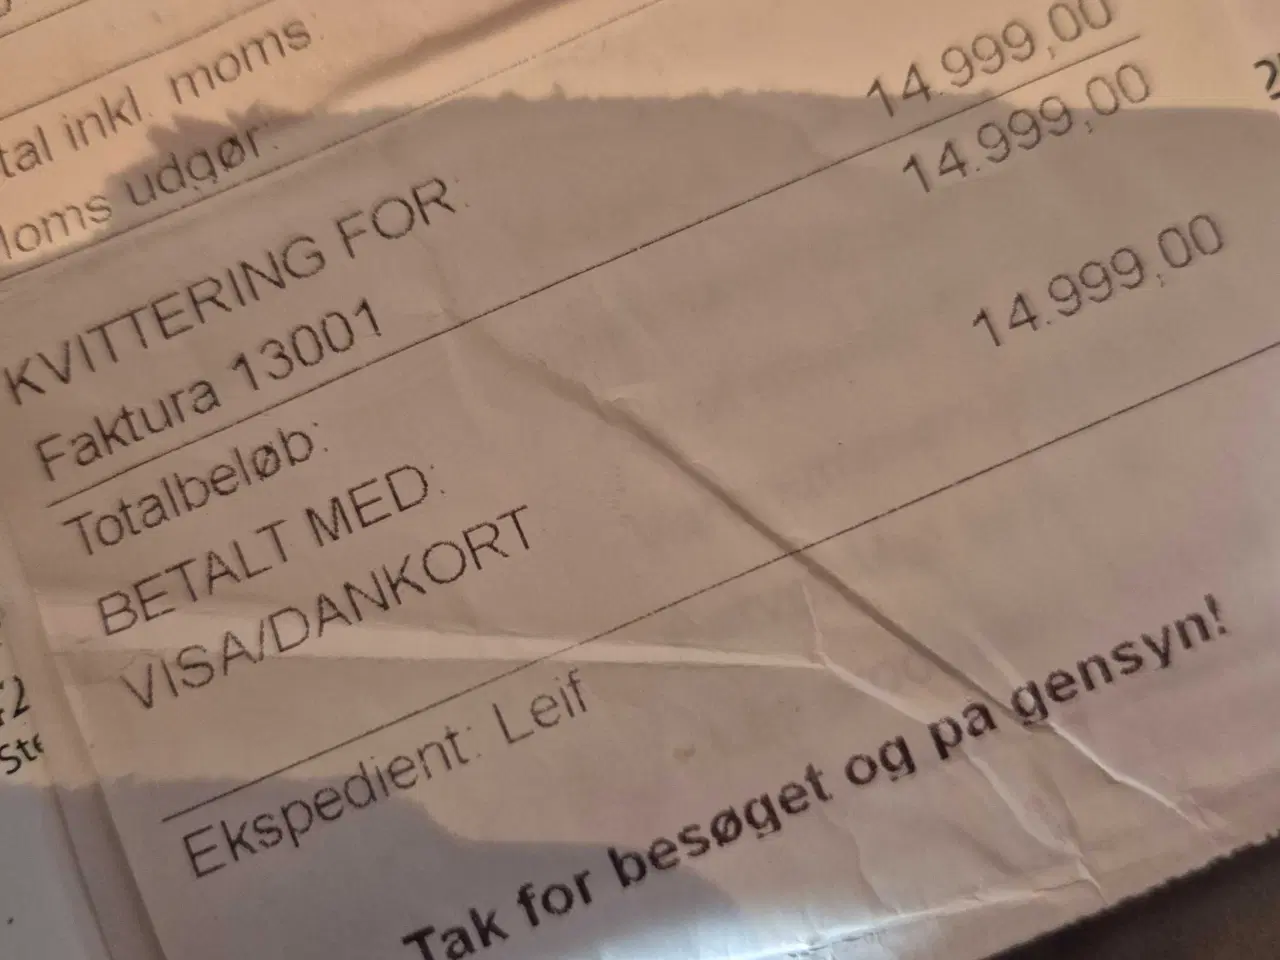 tal inkl. moms.
oms udgør:
KVITTERING FOR:
Faktura 13001 14.999,00
Totalbeløb: 14.999,00
BETALT MED:
VISA/DANKORT 14.999,00
Ekspedient: Leif
Tak for besøget og på gensyn!